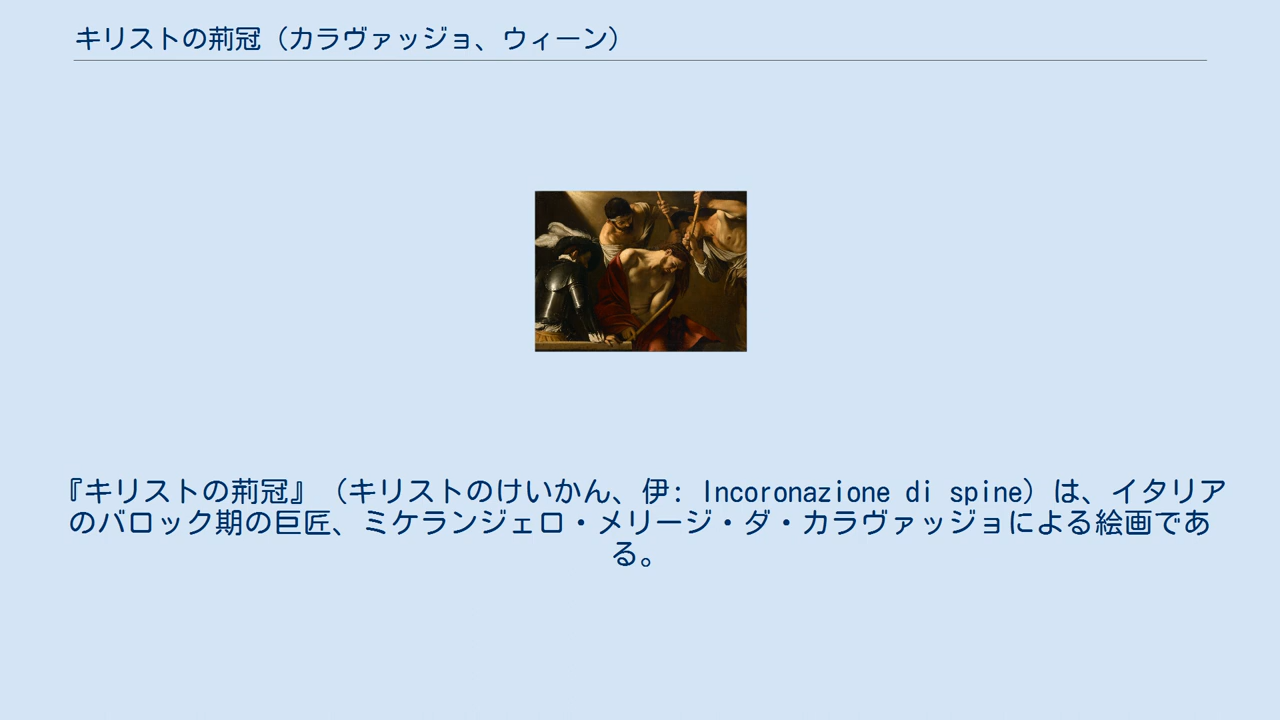 キリストの荊冠（カラヴァッジョ、ウィーン）
『キリストの荊冠』（キリストのけいかん、伊: Incoronazione di spine）は、イタリア
のバロック期の巨匠、ミケランジェロ・メリージ・ダ・カラヴァッジョによる絵画であ
る。